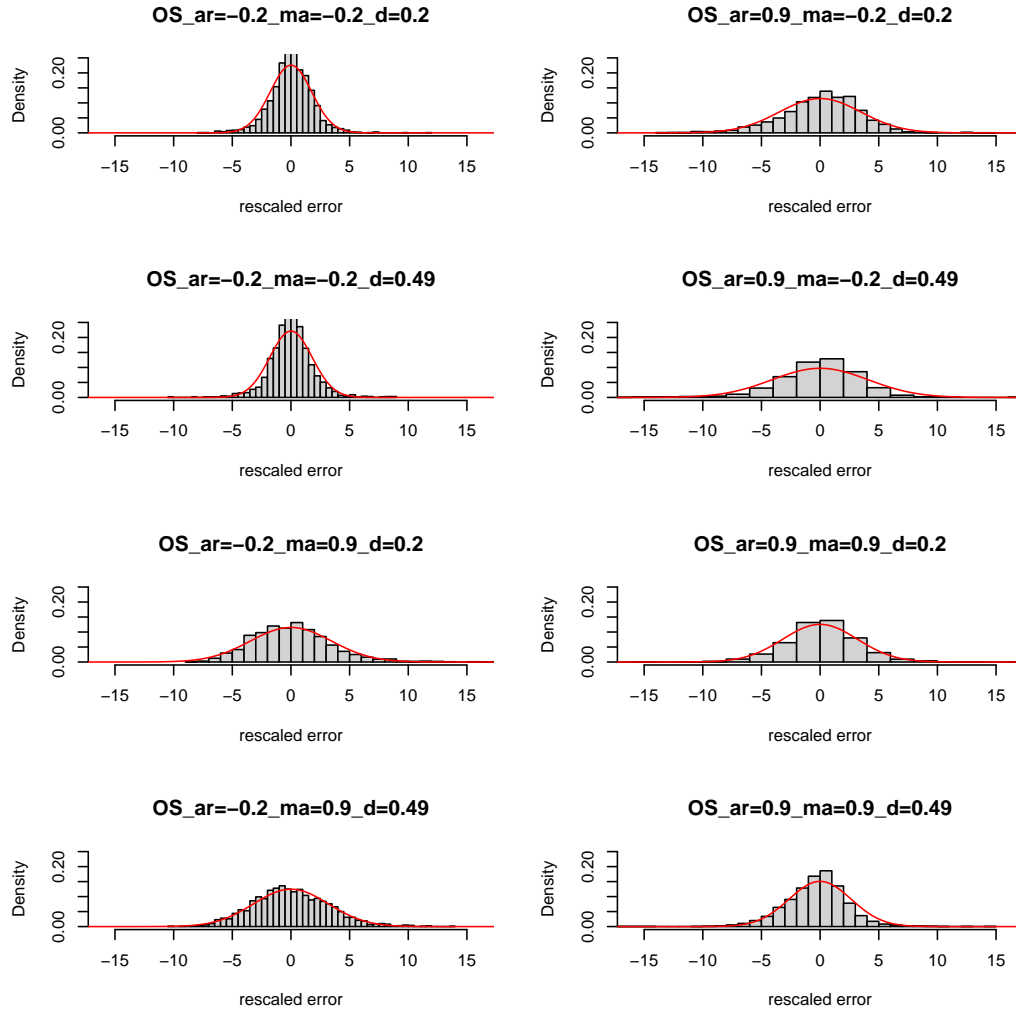 OS_ar=−0.2_ma=−0.2_d=0.2
Density
0.00
0.20
−15 −10 −5 0 5 10 15
rescaled error
OS_ar=0.9_ma=−0.2_d=0.2
Density
0.00
0.20
−15 −10 −5 0 5 10 15
rescaled error
OS_ar=−0.2_ma=−0.2_d=0.49
Density
0.00
0.20
−15 −10 −5 0 5 10 15
rescaled error
OS_ar=0.9_ma=−0.2_d=0.49
Density
0.00
0.20
−15 −10 −5 0 5 10 15
rescaled error
OS_ar=−0.2_ma=0.9_d=0.2
Density
0.00
0.20
−15 −10 −5 0 5 10 15
rescaled error
OS_ar=0.9_ma=0.9_d=0.2
Density
0.00
0.20
−15 −10 −5 0 5 10 15
rescaled error
OS_ar=−0.2_ma=0.9_d=0.49
Density
0.00
0.20
−15 −10 −5 0 5 10 15
rescaled error
OS_ar=0.9_ma=0.9_d=0.49
Density
0.00
0.20
−15 −10 −5 0 5 10 15
rescaled error